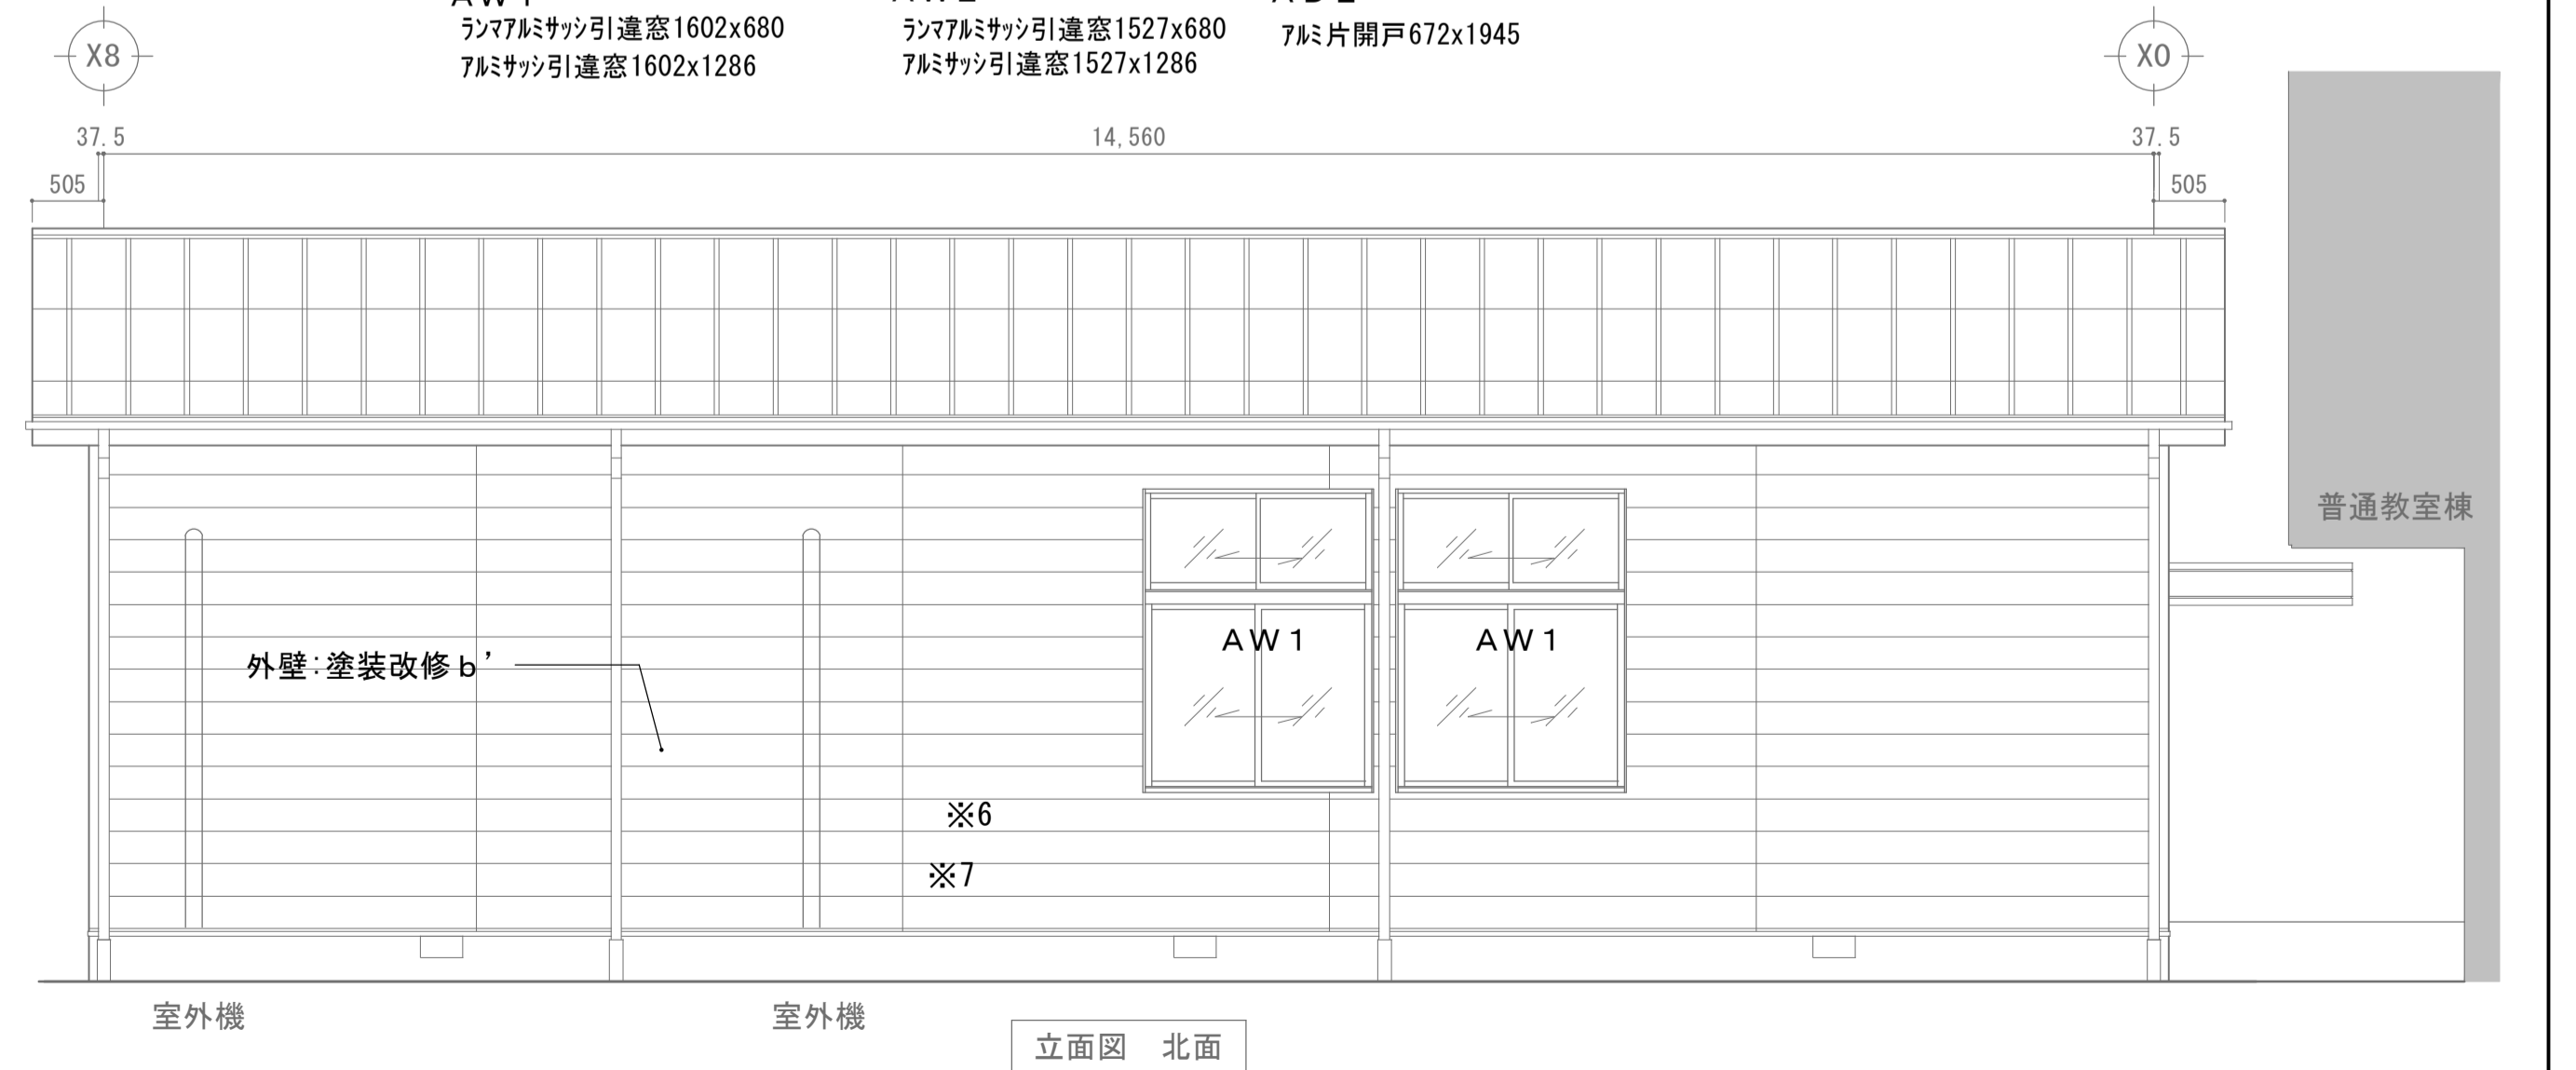 AW1
ランマアルミサッシ引違窓1602x680
アルミサッシ引違窓1602x1286
ランマアルミサッシ引違窓1527x680
アルミサッシ引違窓1527x1286
アルミ片開戸672x1945
X8
X0
37.5
14,560
37.5
505
505
普通教室棟
AW1
AW1
外壁:塗装改修b’
※6
※7
室外機
室外機
立面図 北面